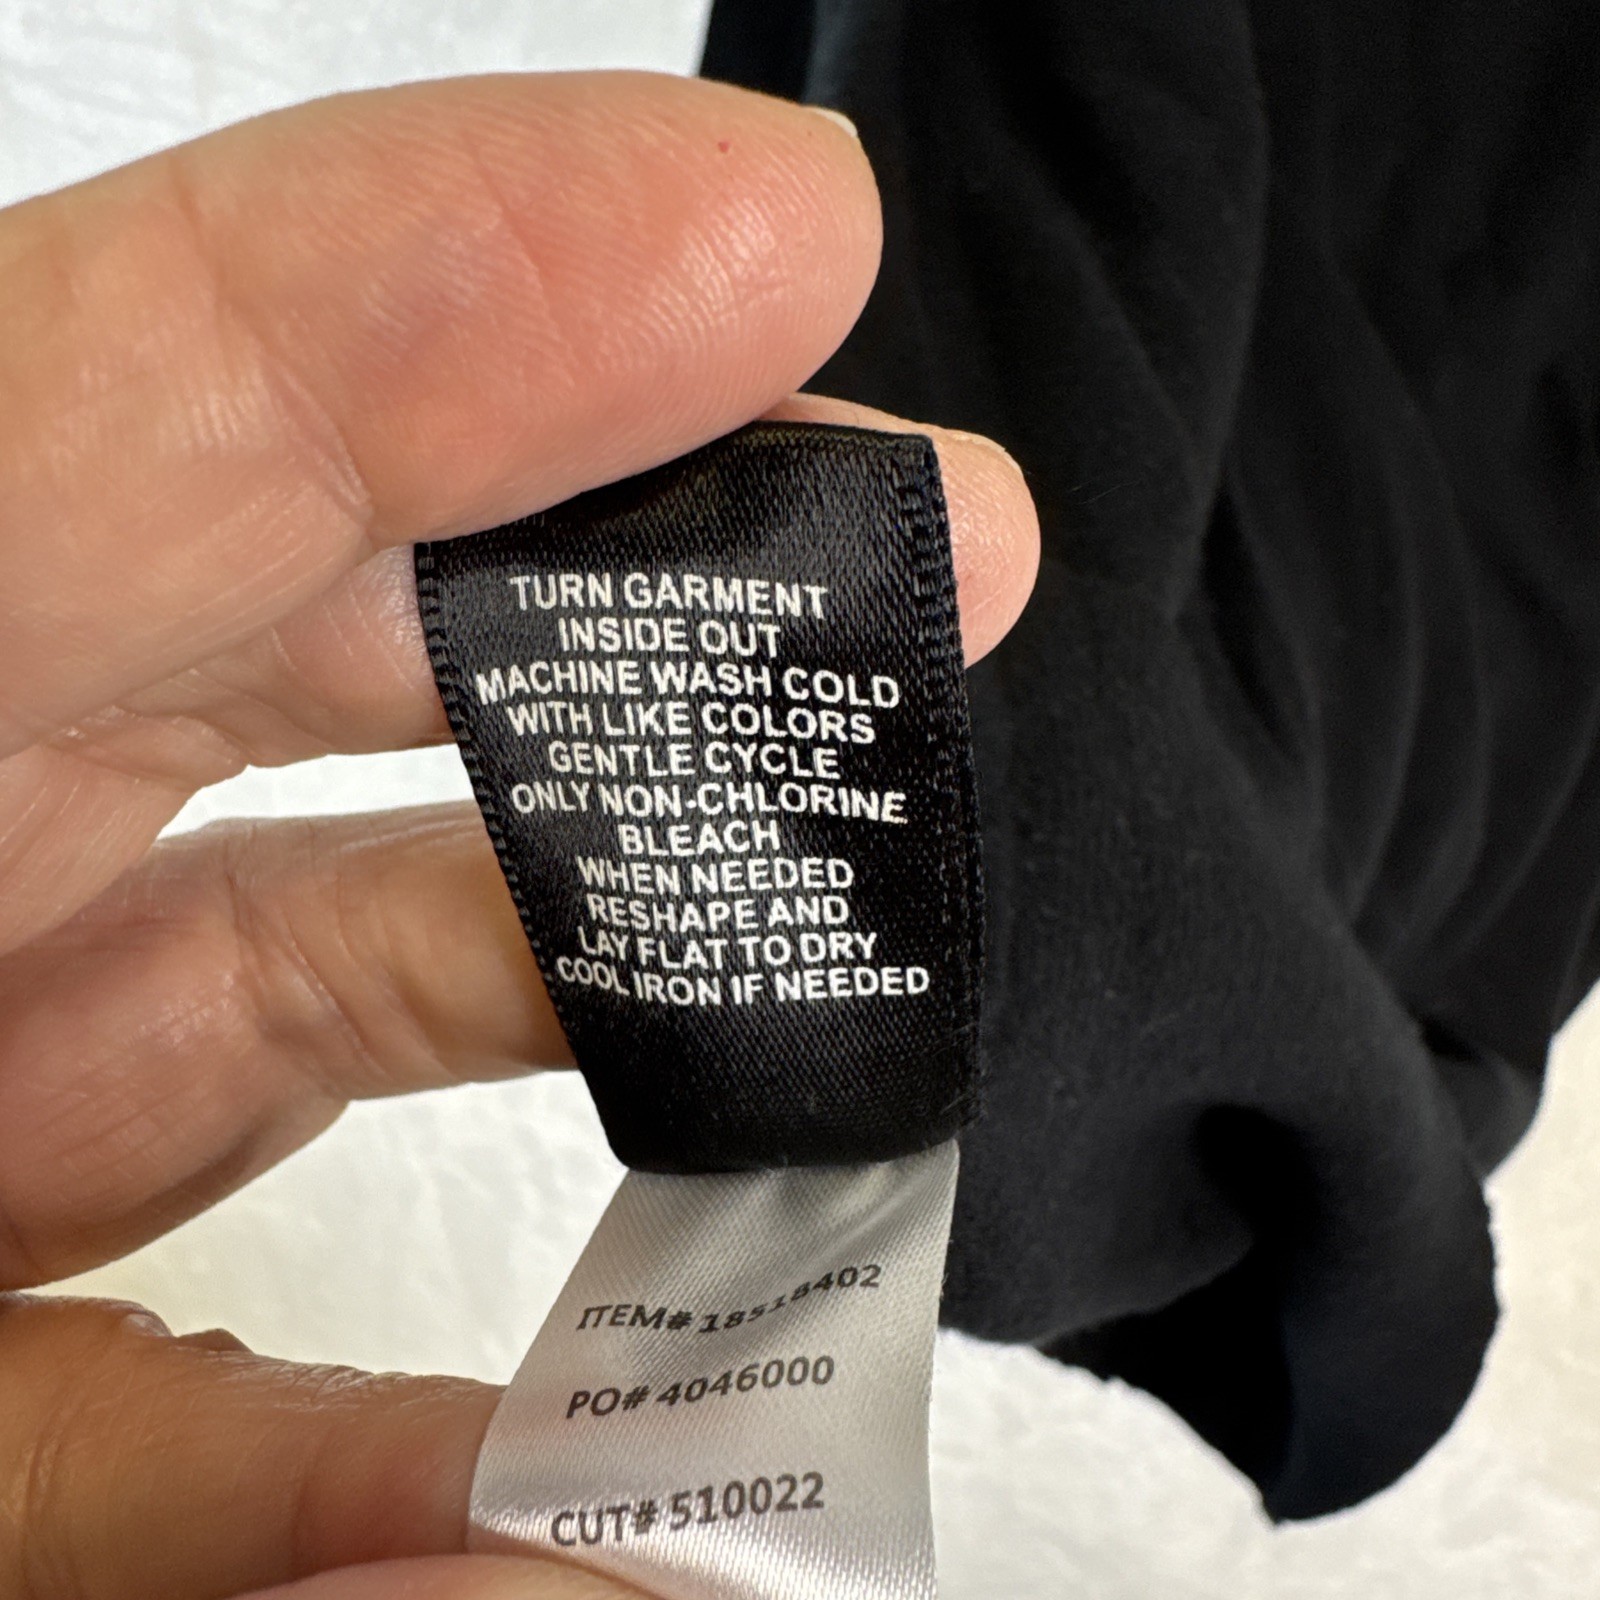 TURN GARMENT
INSIDE OUT
MACHINE WASH COLD
WITH LIKE COLORS
GENTLE CYCLE
ONLY NON-CHLORINE
BLEACH
WHEN NEEDED
RESHAPE AND
LAY FLAT TO DRY
COOL IRON IF NEEDED
ITEM# 18518402
PO# 4046000
CUT# 510022